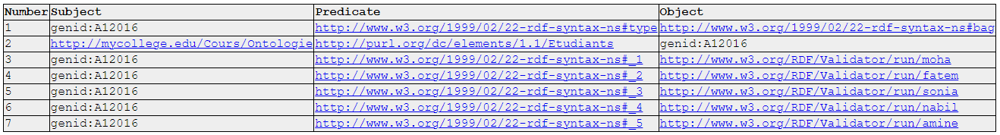 Number Subject Predicate Object
1 genid:A12016 http://www.w3.org/1999/02/22-rdf-syntax-ns#type http://www.w3.org/1999/02/22-rdf-syntax-ns#bag
2 http://mycollege.edu/Cours/Ontologie http://purl.org/dc/elements/1.1/Etudiants genid:A12016
3 genid:A12016 http://www.w3.org/1999/02/22-rdf-syntax-ns#_1 http://www.w3.org/RDF/Validator/run/moha
4 genid:A12016 http://www.w3.org/1999/02/22-rdf-syntax-ns#_2 http://www.w3.org/RDF/Validator/run/fatem
5 genid:A12016 http://www.w3.org/1999/02/22-rdf-syntax-ns#_3 http://www.w3.org/RDF/Validator/run/sonia
6 genid:A12016 http://www.w3.org/1999/02/22-rdf-syntax-ns#_4 http://www.w3.org/RDF/Validator/run/nabil
7 genid:A12016 http://www.w3.org/1999/02/22-rdf-syntax-ns#_5 http://www.w3.org/RDF/Validator/run/amine